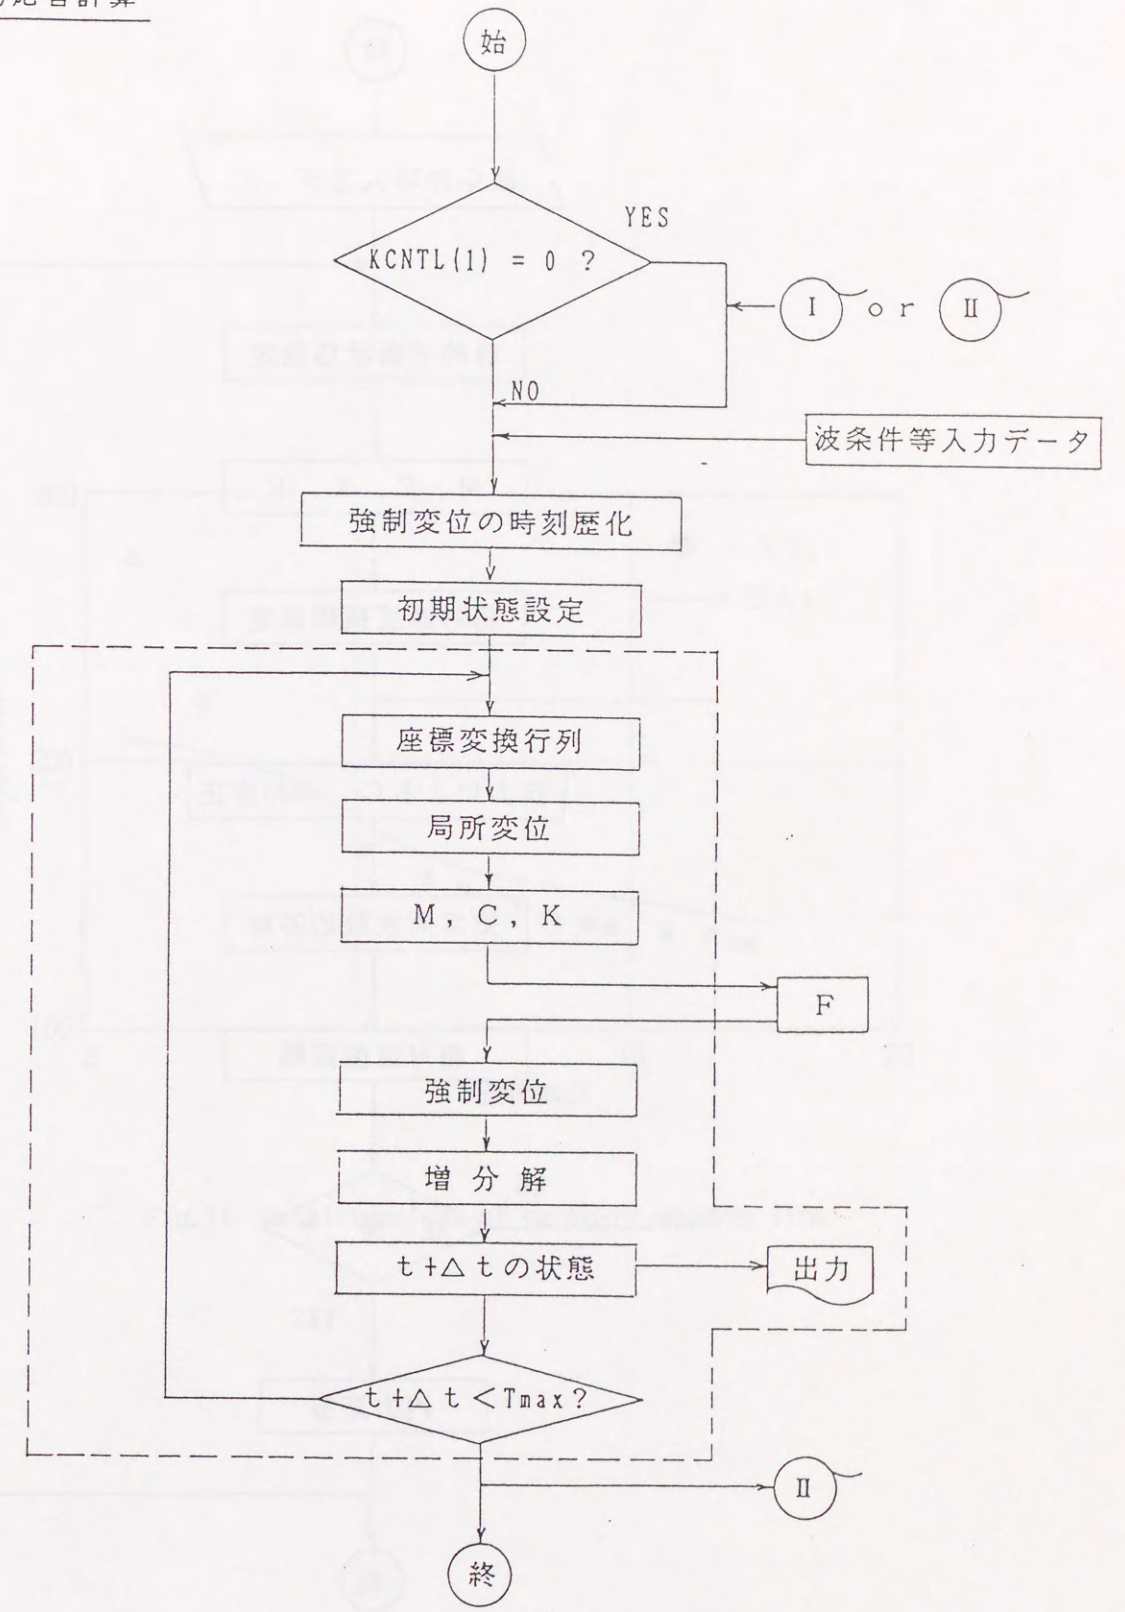 答計算
始
YES
KCNTL(1) = 0 ?
I or II
NO
波条件等入力データ
強制変位の時刻歴化
初期状態設定
座標変換行列
局所変位
M, C, K
F
強制変位
増分解
t+△tの状態
出力
t+△t<Tmax?
II
終